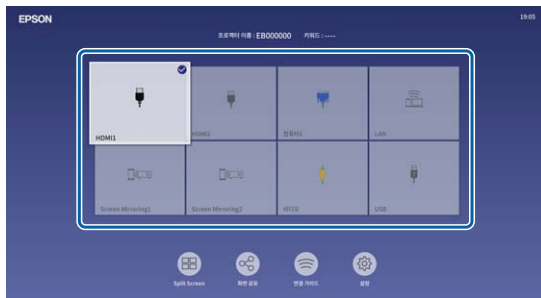 EPSON
19:05
프로젝터 이름 : EB000000 키워드 : ----
HDMI1
HDMI2
컴퓨터1
LAN
Screen Mirroring1
Screen Mirroring2
비디오
USB
Split Screen
화면 공유
연결 가이드
설정